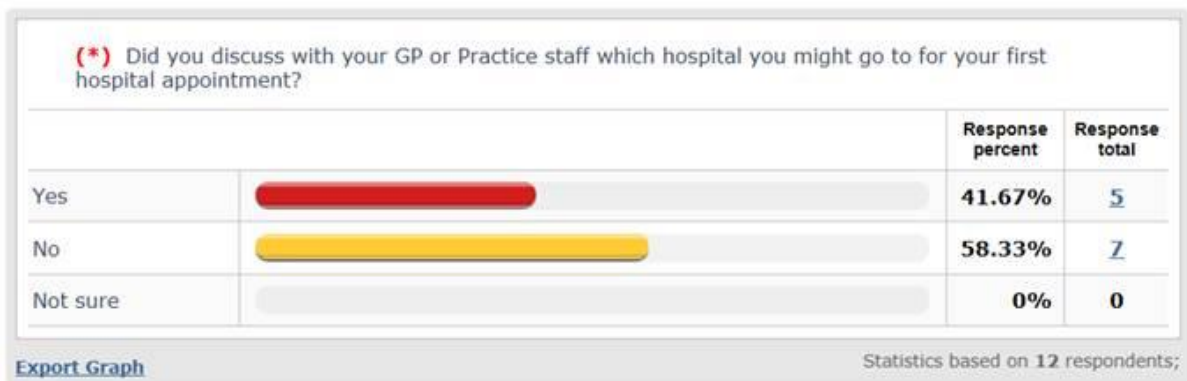 (*) Did you discuss with your GP or Practice staff which hospital you might go to for your first
hospital appointment?
Response percent Response total
Yes 41.67% 5
No 58.33% 7
Not sure 0% 0
Export Graph Statistics based on 12 respondents;